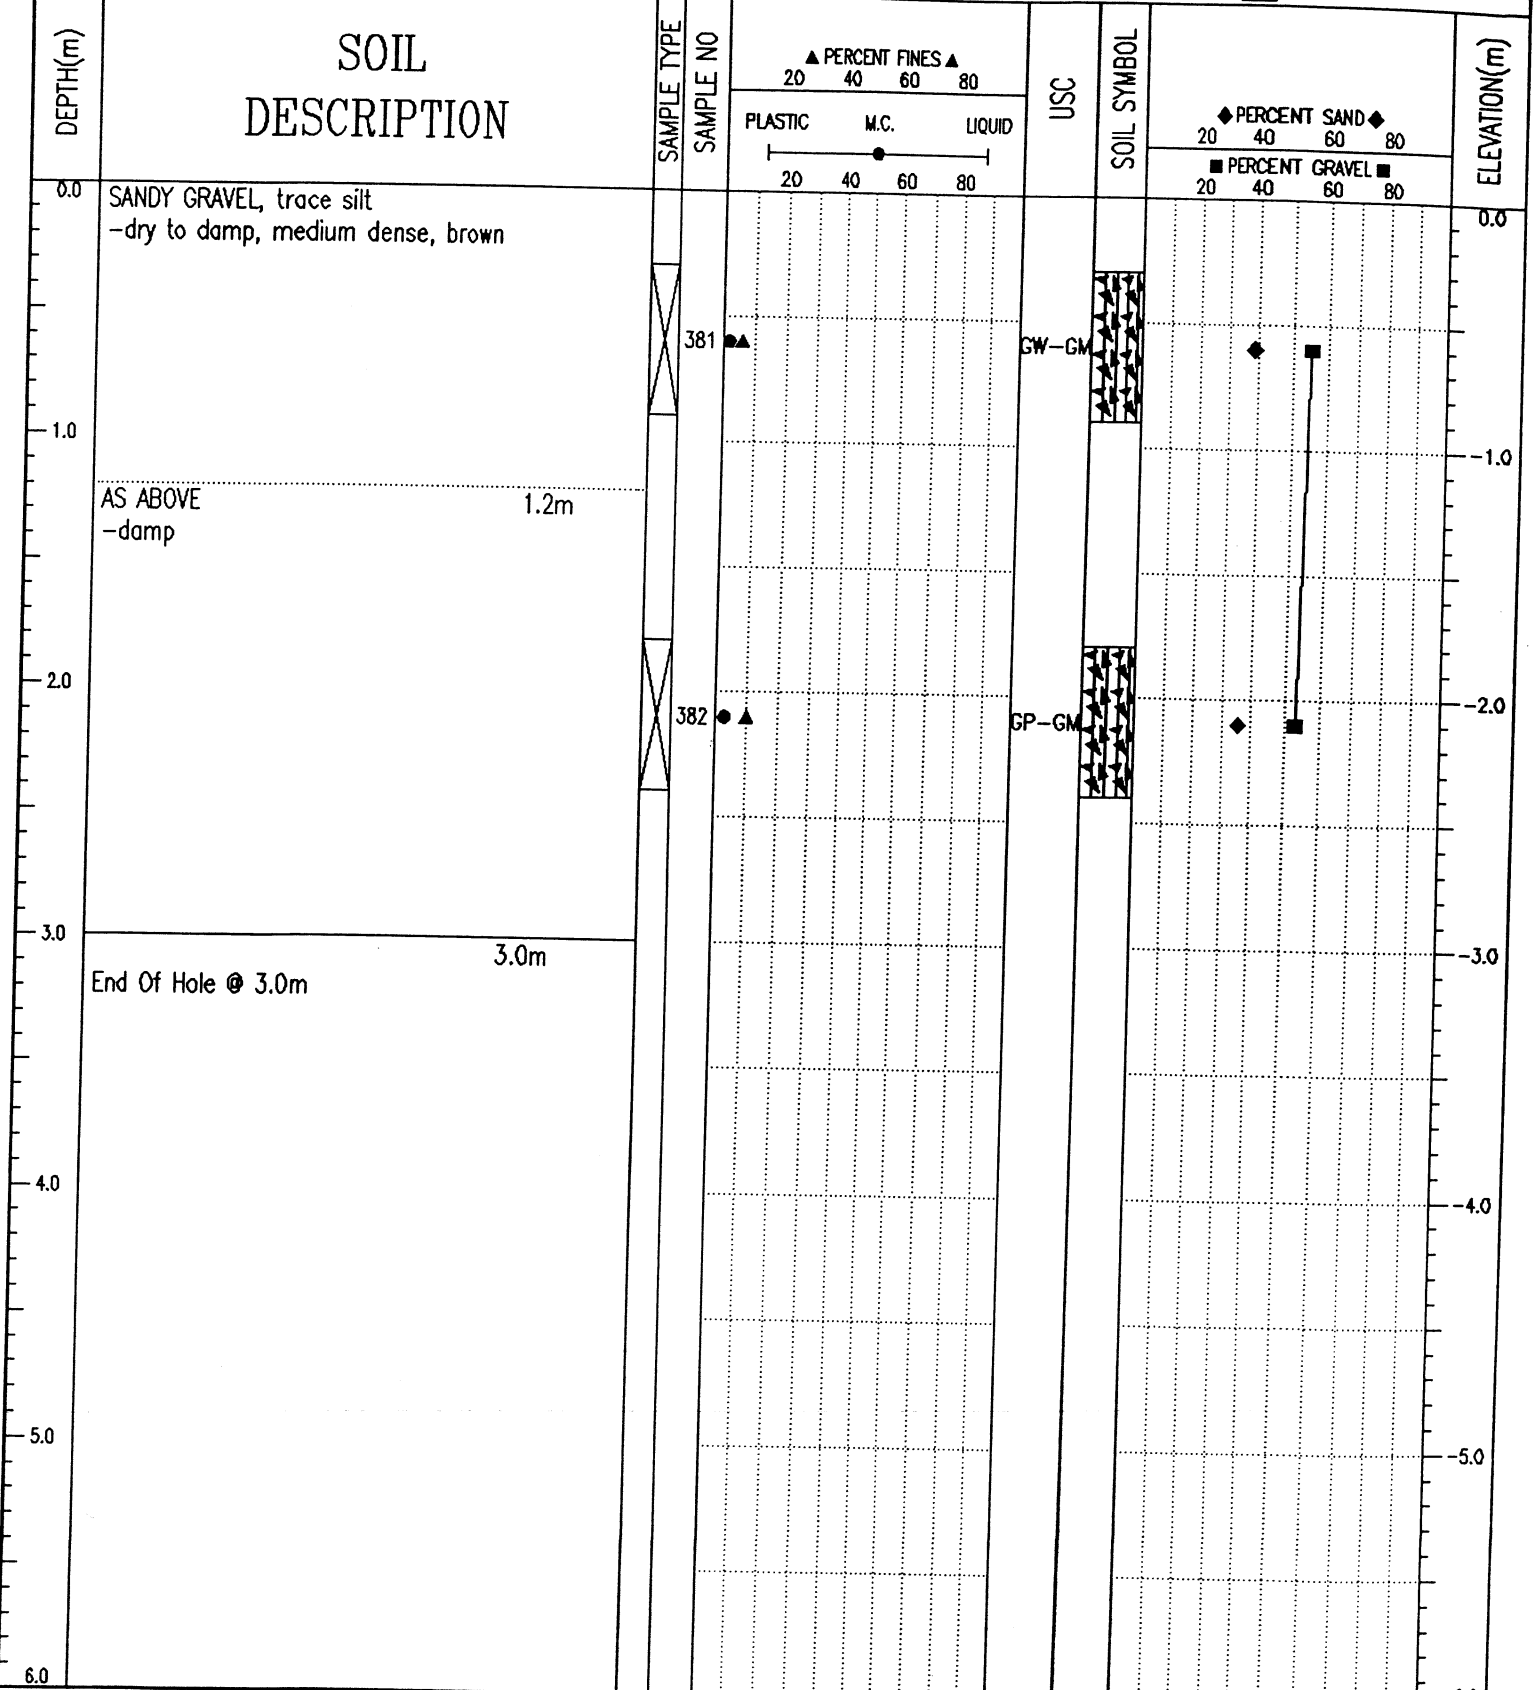 DEPTH(m)
SOIL
DESCRIPTION
SAMPLE TYPE
SAMPLE NO
▲ PERCENT FINES ▲
20 40 60 80
PLASTIC M.C. LIQUID
20 40 60 80
USC
SOIL SYMBOL
◆ PERCENT SAND ◆
20 40 60 80
■ PERCENT GRAVEL ■
20 40 60 80
ELEVATION(m)
0.0
SANDY GRAVEL, trace silt
-dry to damp, medium dense, brown
0.0
381
GW-GM
1.0
-1.0
AS ABOVE
1.2m
-damp
2.0
382
GP-GM
-2.0
3.0
3.0m
-3.0
End Of Hole @ 3.0m
4.0
-4.0
5.0
-5.0
6.0